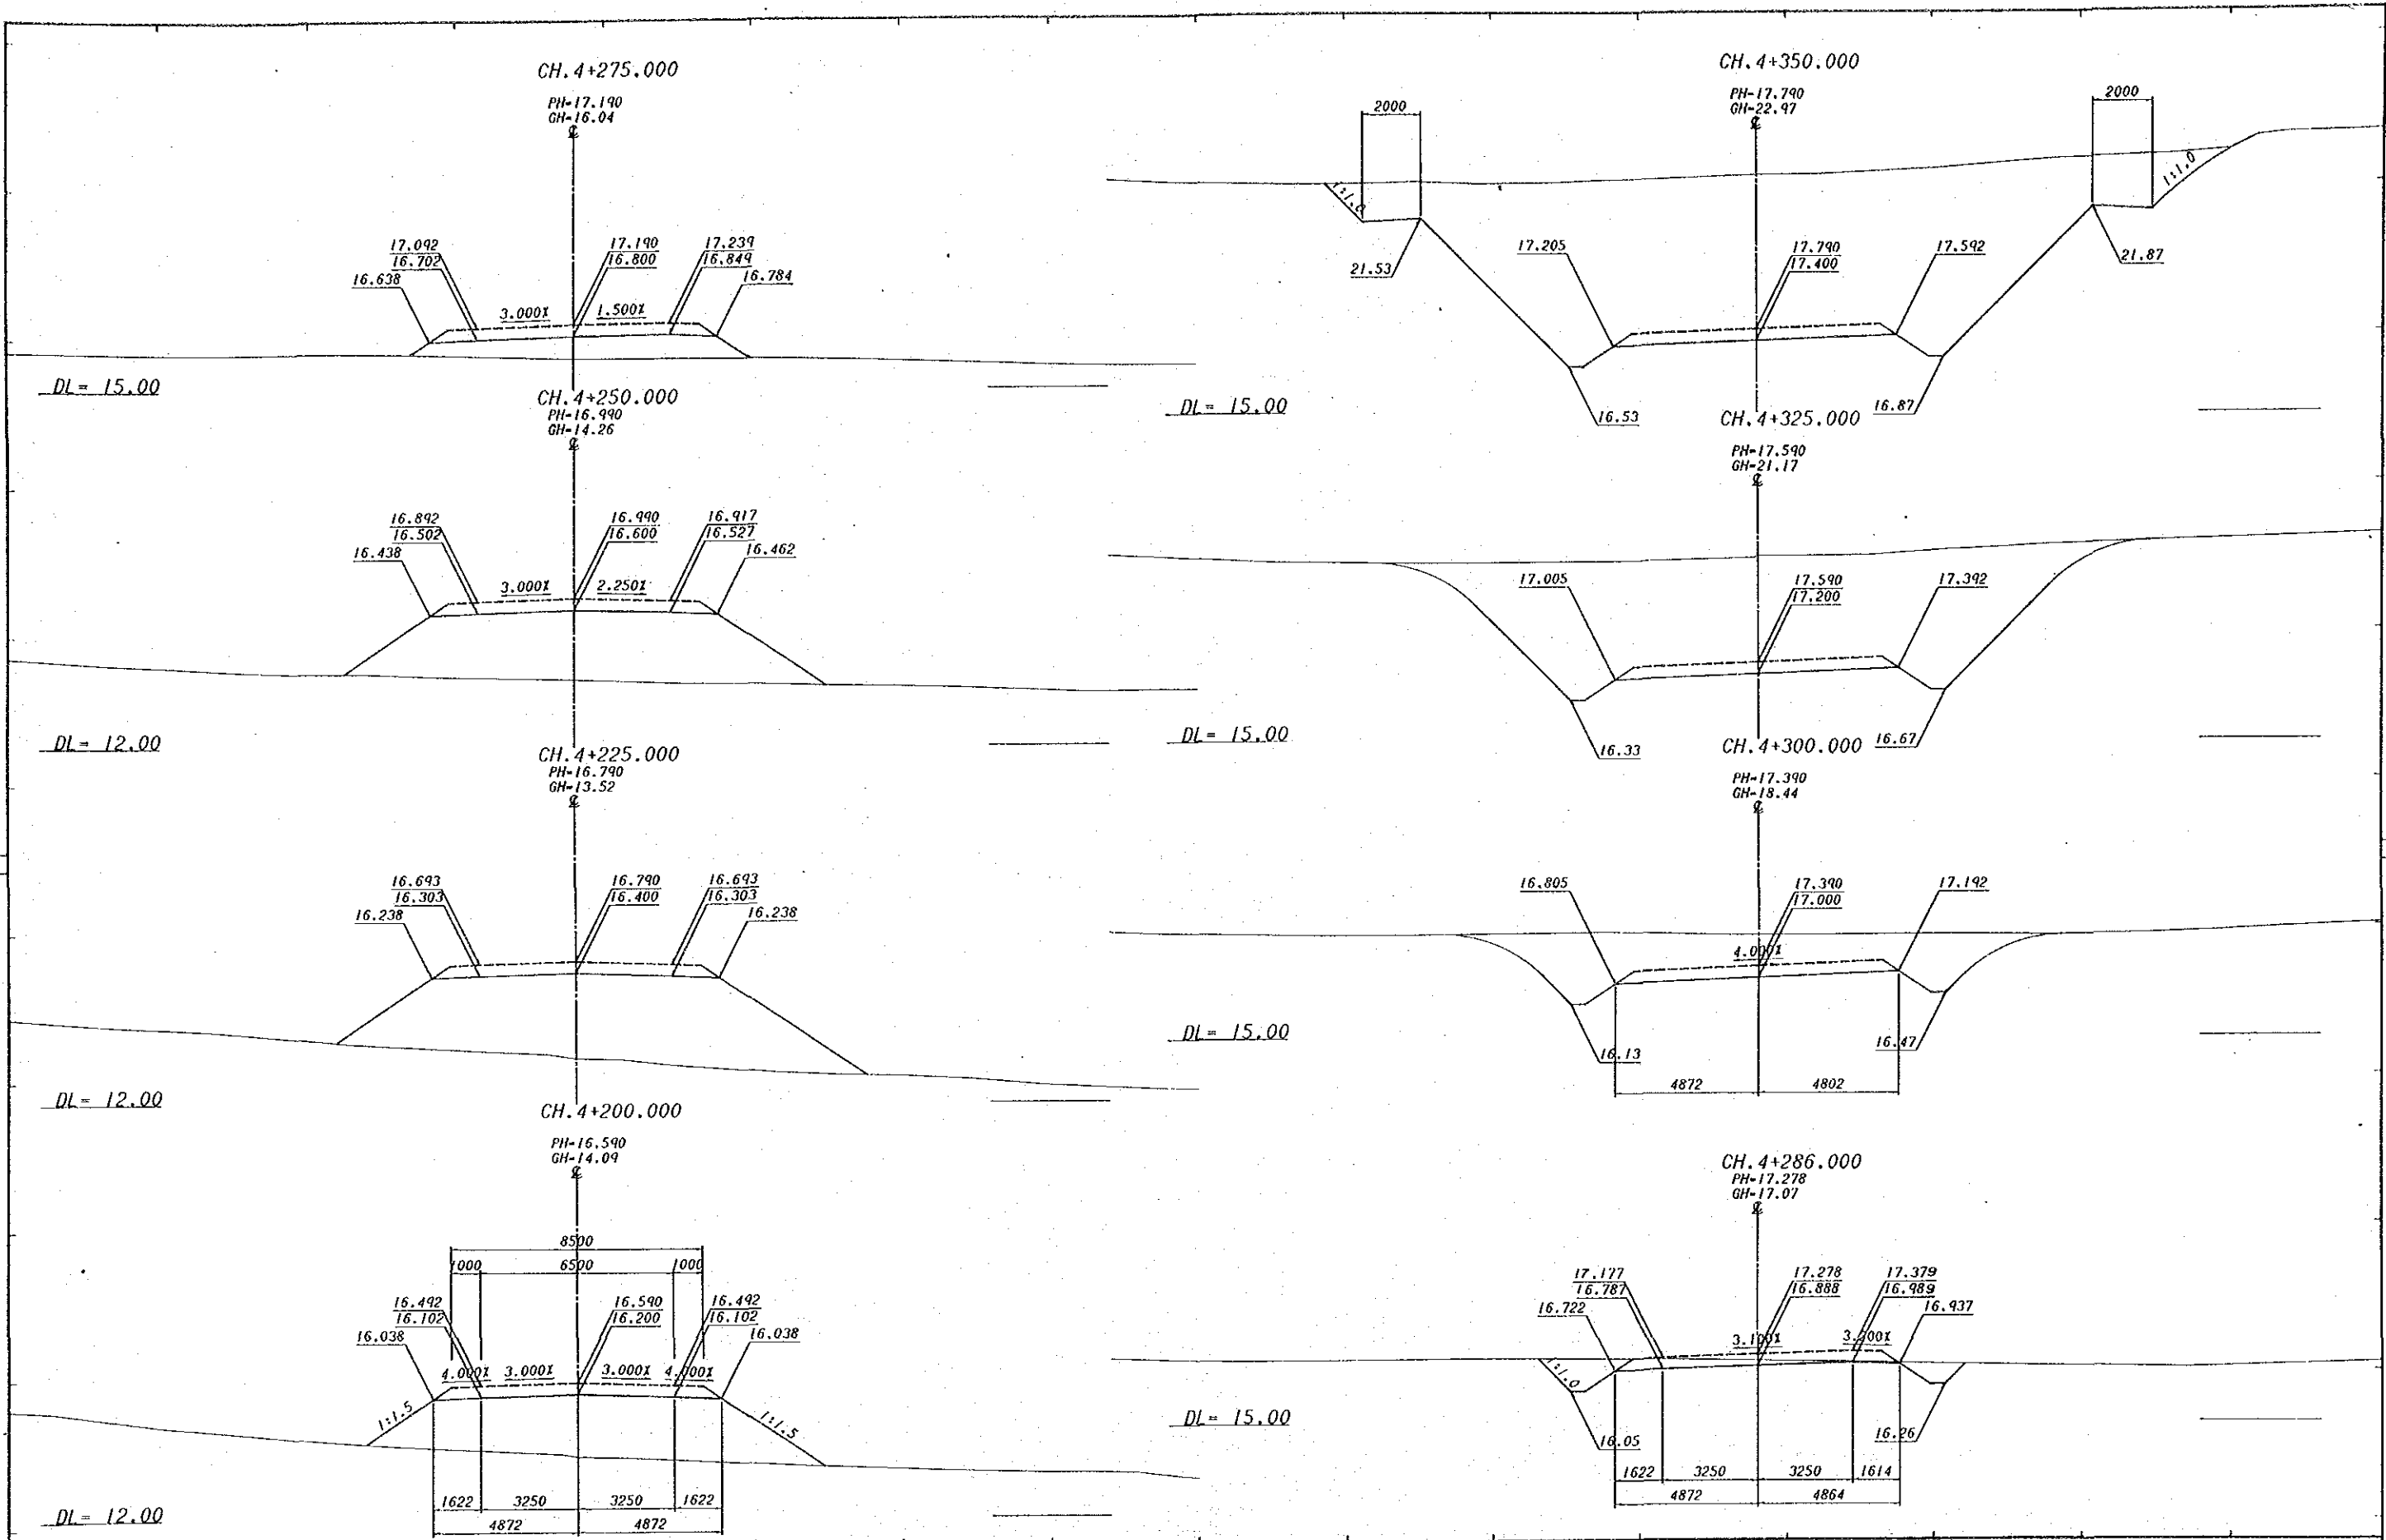 CH.4+275.000
PH=17.190
GH=16.04
17.092
16.702
16.638
17.190
16.800
17.239
16.849
16.784
3.000%
1.500%
DL= 15.00
CH.4+250.000
PH=16.990
GH=14.26
16.892
16.502
16.438
16.990
16.600
16.917
16.527
16.462
3.000%
2.250%
DL= 12.00
CH.4+225.000
PH=16.790
GH=13.52
16.693
16.303
16.238
16.790
16.400
16.693
16.303
16.238
DL= 12.00
CH.4+200.000
PH=16.590
GH=14.09
8500
1000 6500 1000
16.492
16.102
16.038
16.590
16.200
16.492
16.102
16.038
4.000% 3.000% 3.000% 4.000%
1:1.5
1:1.5
1622 3250 3250 1622
4872 4872
DL= 12.00
CH.4+350.000
PH=17.790
GH=22.97
2000
2000
1:1.0
1:1.0
21.53
17.205
17.790
17.400
17.592
21.87
16.53
16.87
DL= 15.00
CH.4+325.000
PH=17.590
GH=21.17
17.005
17.590
17.200
17.392
16.33
16.67
DL= 15.00
CH.4+300.000
PH=17.390
GH=18.44
16.805
17.390
17.000
17.192
4.000%
16.13
16.47
4872 4802
DL= 15.00
CH.4+286.000
PH=17.278
GH=17.07
17.177
16.787
16.722
17.278
16.888
17.379
16.989
16.937
3.100% 3.200%
1:1.0
16.05
16.26
1622 3250 3250 1614
4872 4864
DL= 15.00